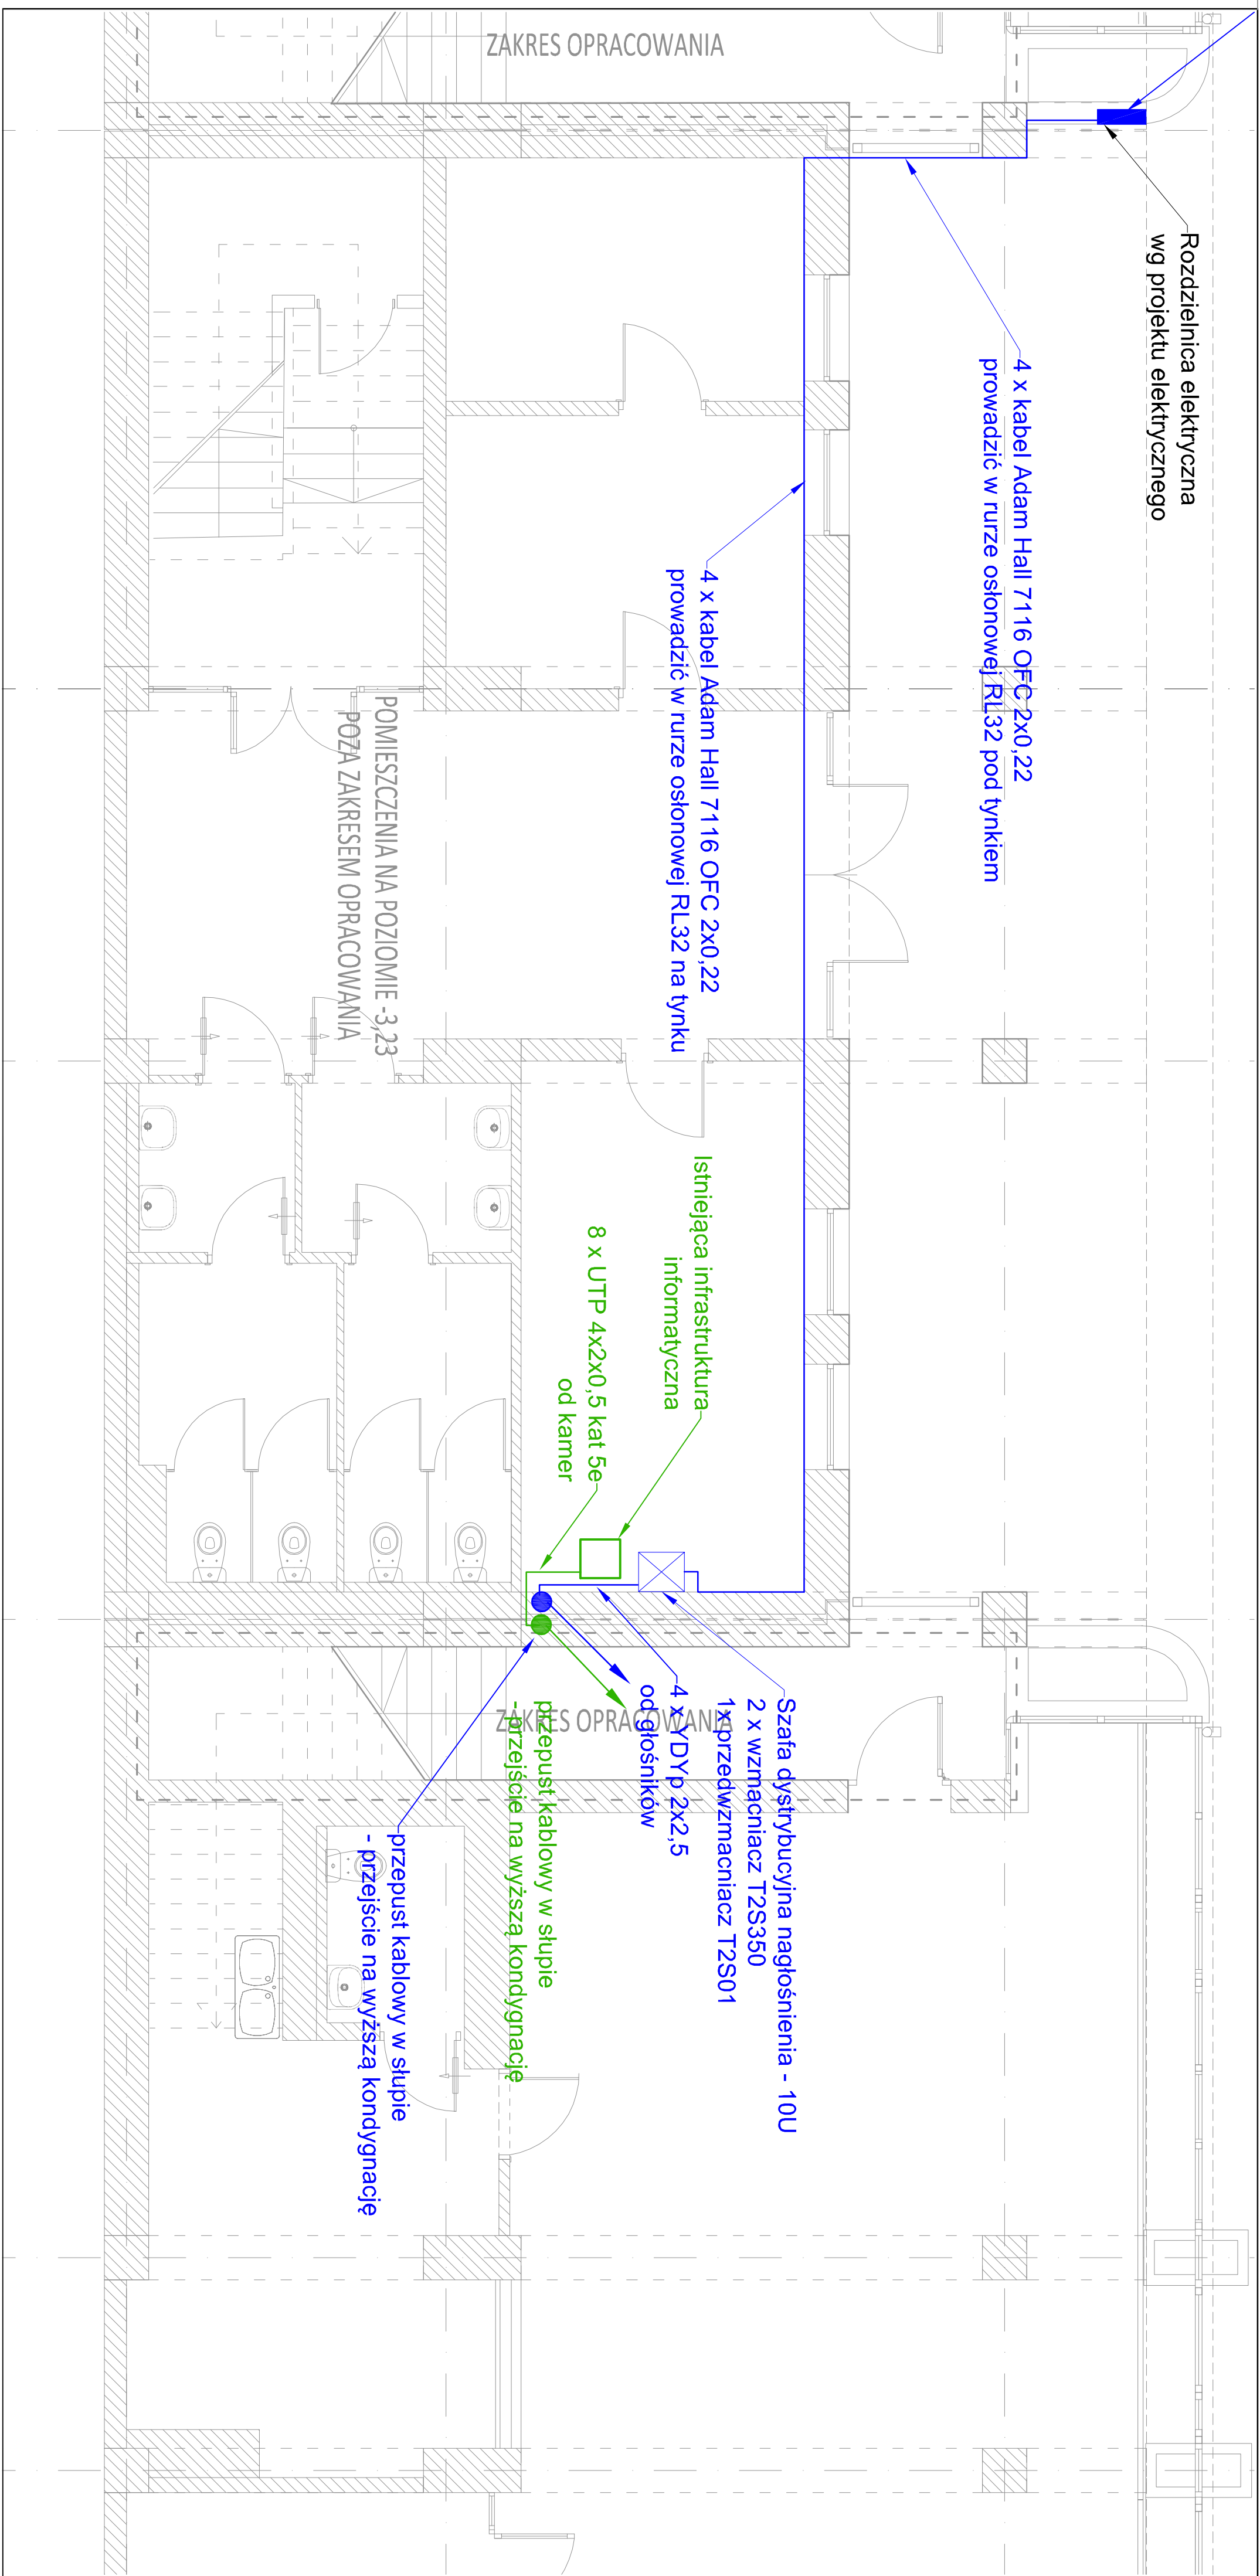 ZAKRES OPRACOWANIA
Rozdzielnica elektryczna
wg projektu elektrycznego
4 x kabel Adam Hall 7116 OFC 2x0,22
prowadzić w rurze osłonowej RL32 pod tynkiem
4 x kabel Adam Hall 7116 OFC 2x0,22
prowadzić w rurze osłonowej RL32 na tynku
POMIESZCZENIA NA POZIOMIE -3,23
POZA ZAKRESEM OPRACOWANIA
Istniejąca infrastruktura
informatyczna
8 x UTP 4x2x0,5 kat 5e
od kamer
Szafa dystrybucyjna nagłośnienia - 10U
2 x wzmacniacz T2S350
1x przedwzmacniacz T2S01
4 x YDYp 2x2,5
od głośników
ZAKRES OPRACOWANIA
przepust kablowy w słupie
- przejście na wyższą kondygnację
przepust kablowy w słupie
- przejście na wyższą kondygnację